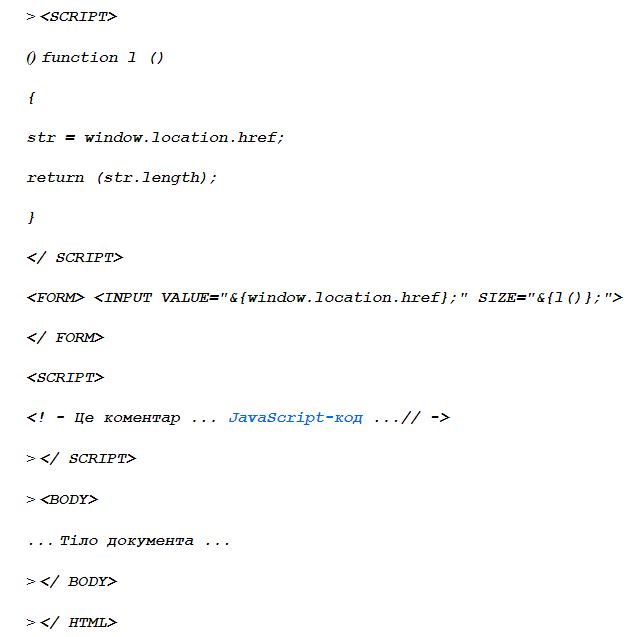 > <SCRIPT>
() function l ()
{
str = window.location.href;
return (str.length);
}
</ SCRIPT>
<FORM> <INPUT VALUE="&{window.location.href};" SIZE="&{l()};">
</ FORM>
<SCRIPT>
<! - Це коментар ... JavaScript-код ...// ->
> </ SCRIPT>
> <BODY>
... Тіло документа ...
> </ BODY>
> </ HTML>